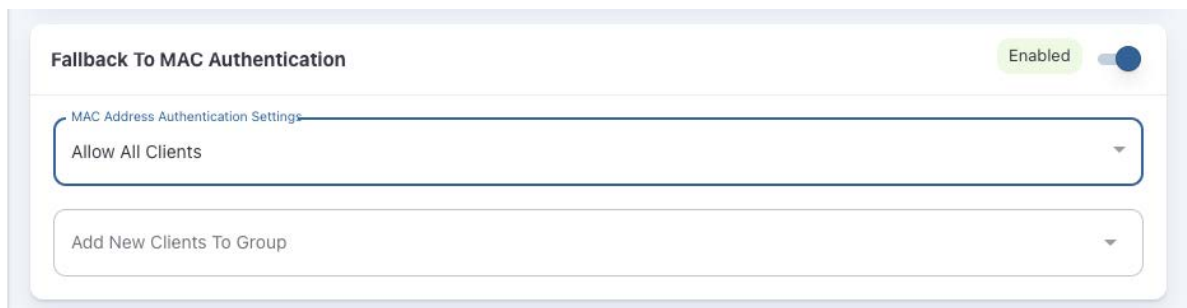 Fallback To MAC Authentication
Enabled
MAC Address Authentication Settings
Allow All Clients
Add New Clients To Group